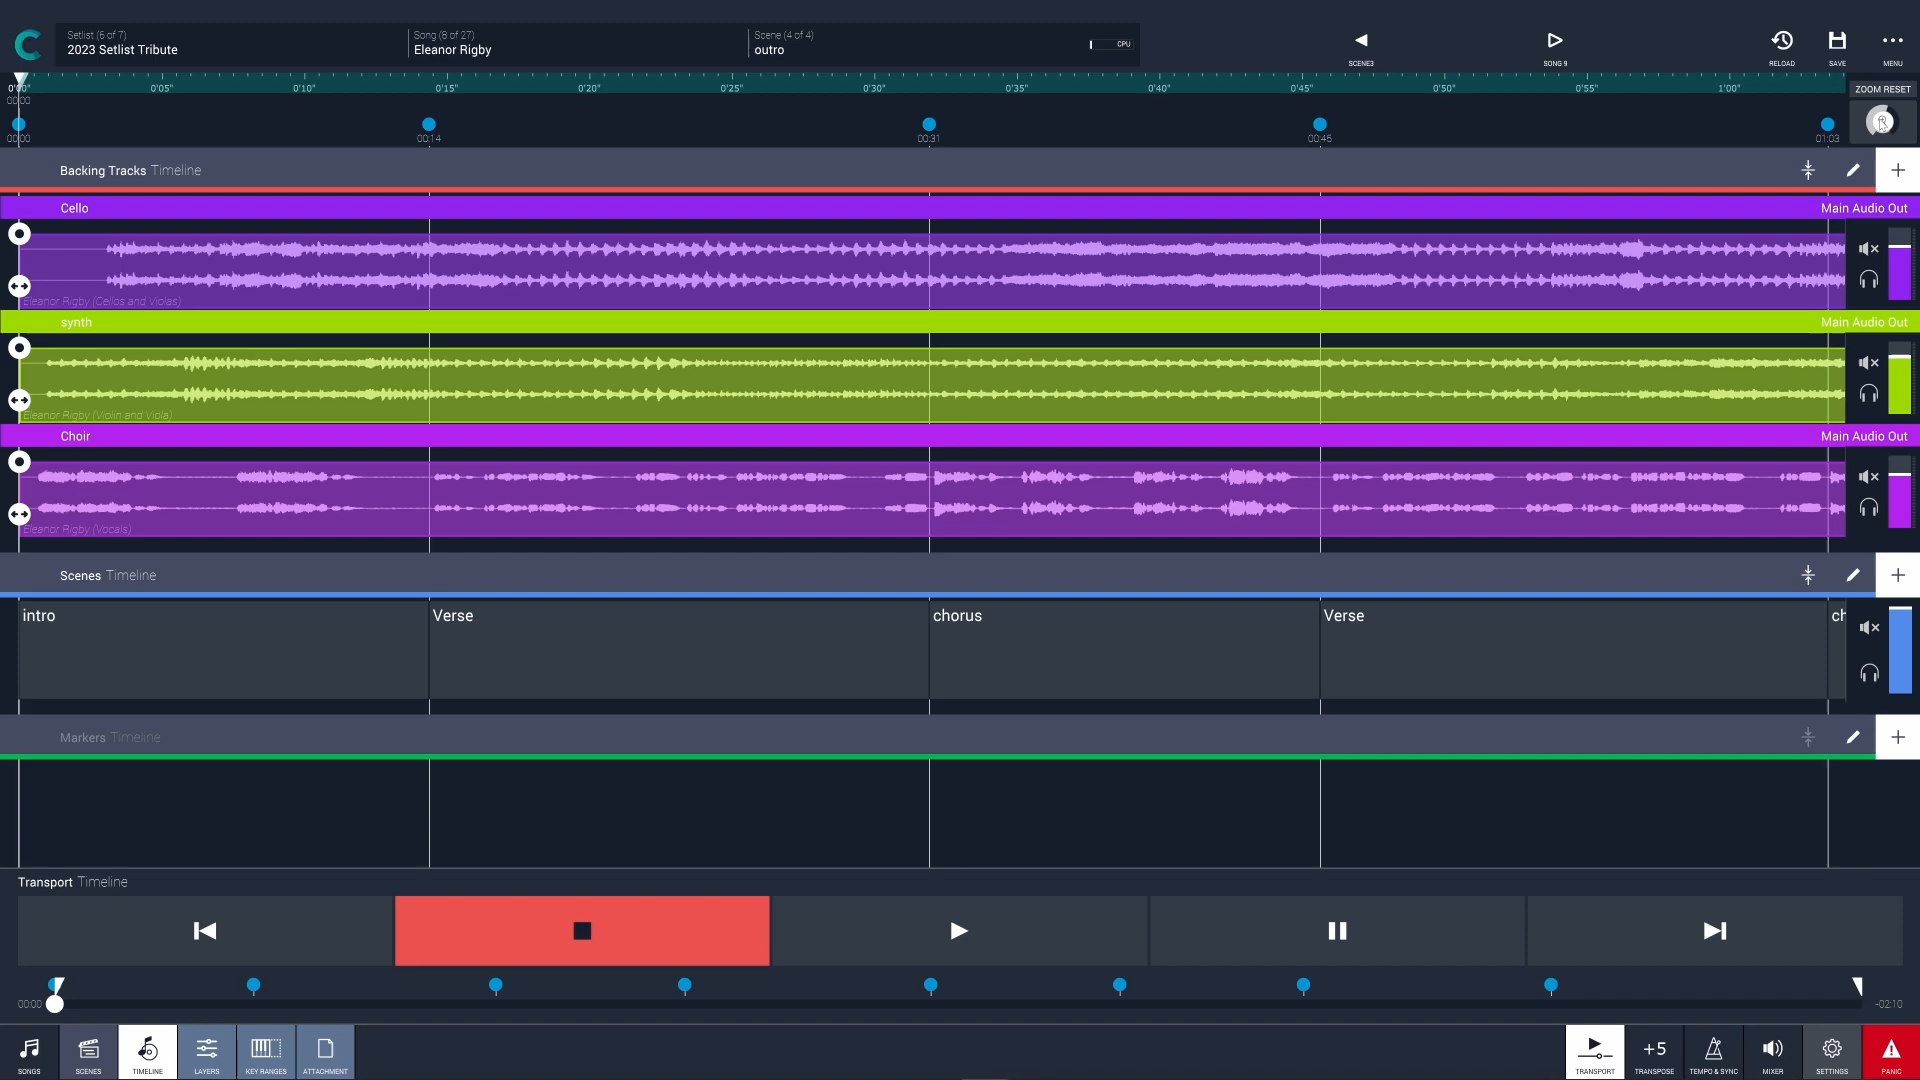 Setlist (6 of 7)
2023 Setlist Tribute
Song (8 of 27)
Eleanor Rigby
Scene (4 of 4)
outro
CPU
SCENE3
SONG 9
RELOAD
SAVE
MENU
0'00" 0'05" 0'10" 0'15" 0'20" 0'25" 0'30" 0'35" 0'40" 0'45" 0'50" 0'55" 1'00"
00:00
ZOOM RESET
00:00 00:14 00:31 00:45 01:03
Backing Tracks Timeline
Cello Main Audio Out
Eleanor Rigby (Cellos and Violas)
synth Main Audio Out
Eleanor Rigby (Violin and Viola)
Choir Main Audio Out
Eleanor Rigby (Vocals)
Scenes Timeline
intro Verse chorus Verse ch
Markers Timeline
Transport Timeline
00:00 -02:10
SONGS SCENES TIMELINE LAYERS KEY RANGES ATTACHMENT
TRANSPORT
+5
TRANSPOSE TEMPO & SYNC MIXER SETTINGS PANIC